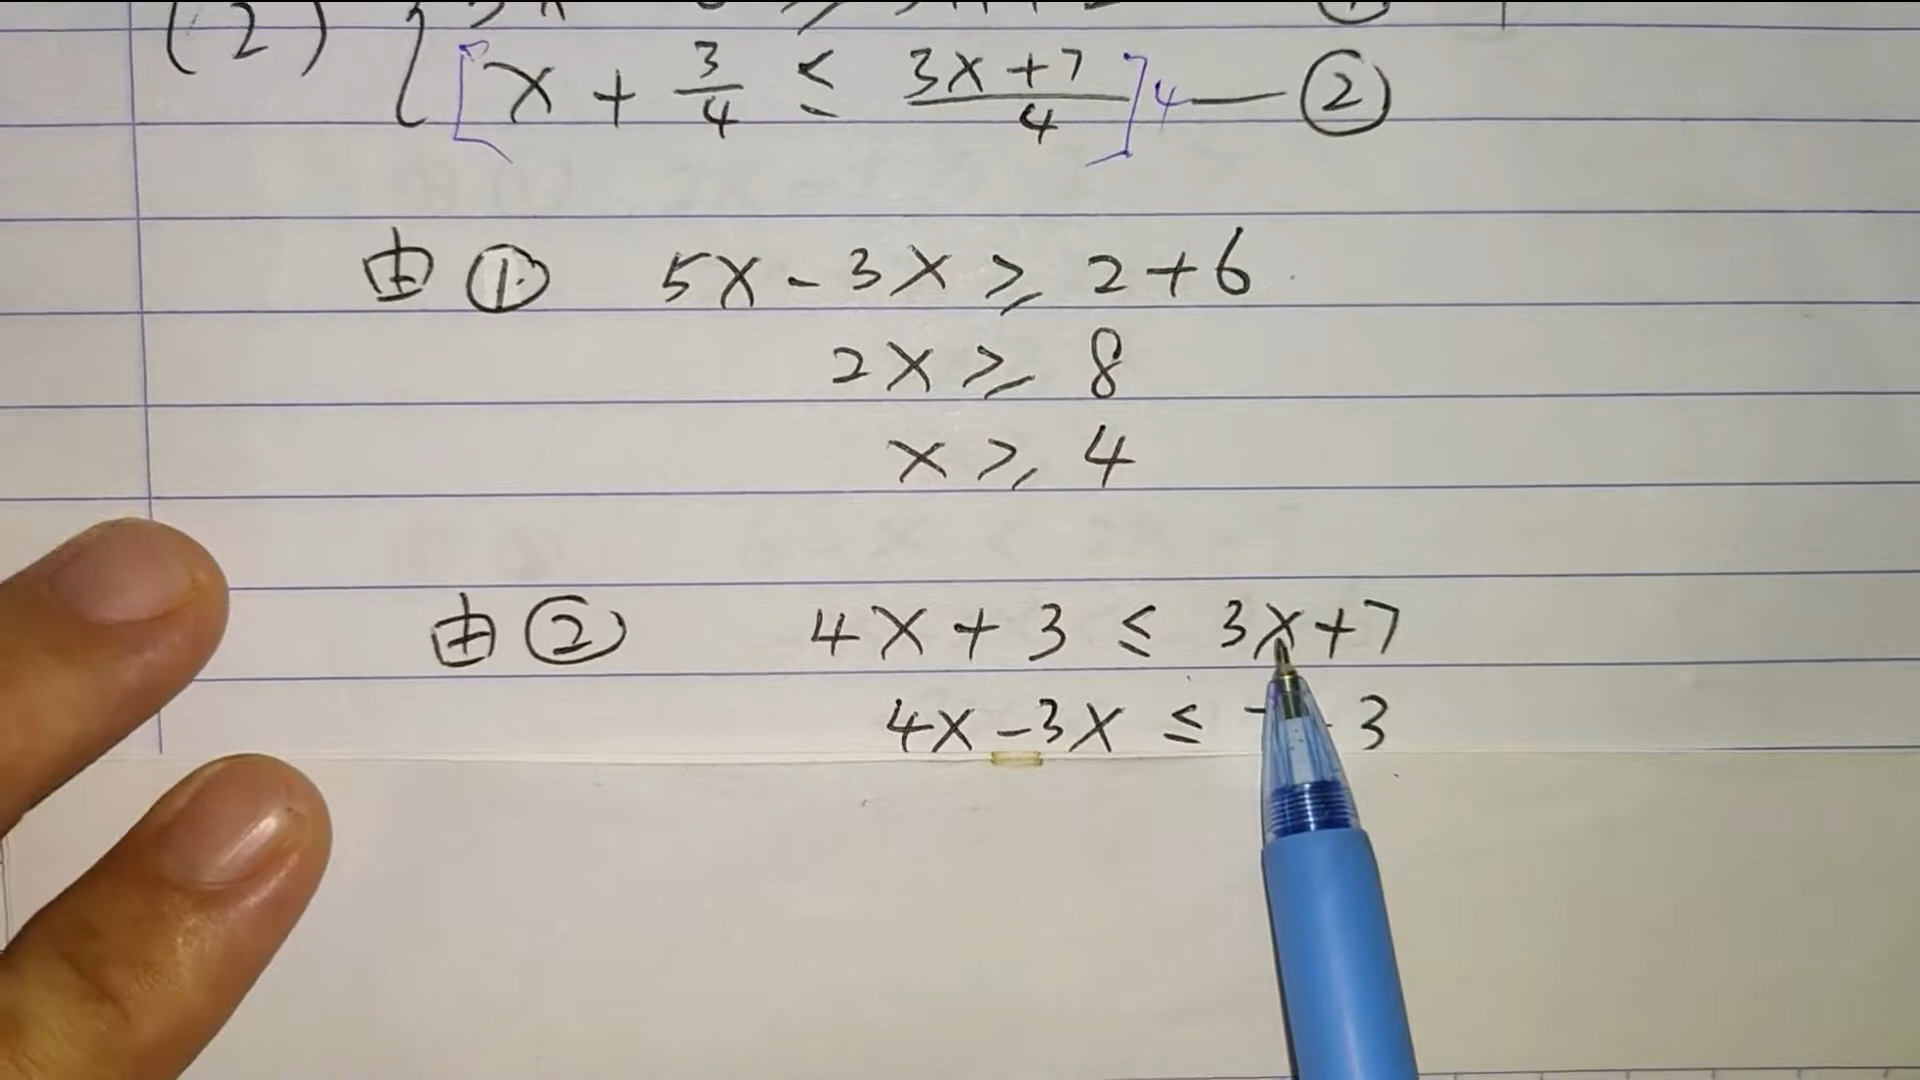 (2)
[x + 3/4 ≤ (3x+7)/4]4 — ②
由 ① 5x - 3x ≥ 2+6
2x ≥ 8
x ≥ 4
由 ② 4x + 3 ≤ 3x+7
4x - 3x ≤ 3